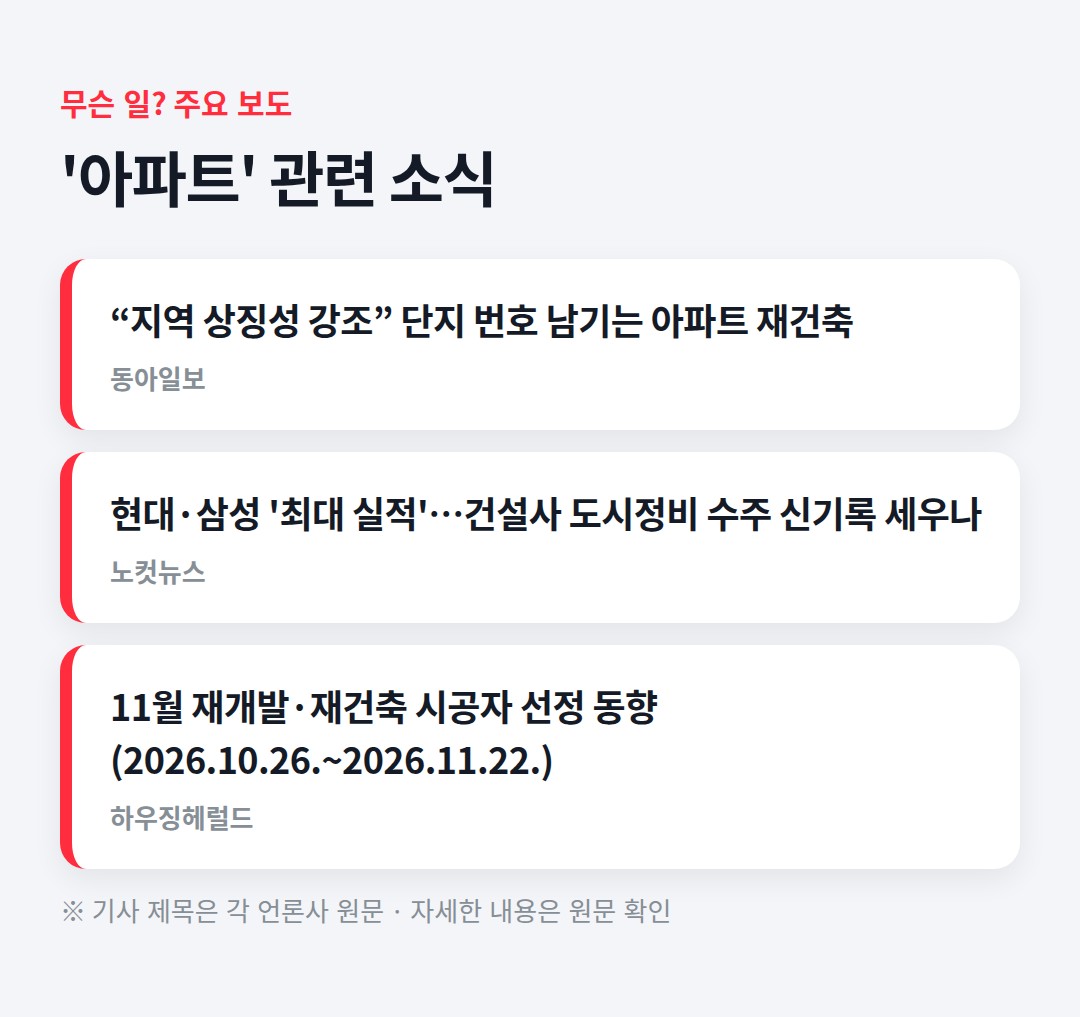 무슨 일? 주요 보도
'아파트' 관련 소식
“지역 상징성 강조” 단지 번호 남기는 아파트 재건축
동아일보
현대·삼성 '최대 실적'…건설사 도시정비 수주 신기록 세우나
노컷뉴스
11월 재개발·재건축 시공자 선정 동향
(2026.10.26.~2026.11.22.)
하우징헤럴드
※ 기사 제목은 각 언론사 원문 · 자세한 내용은 원문 확인